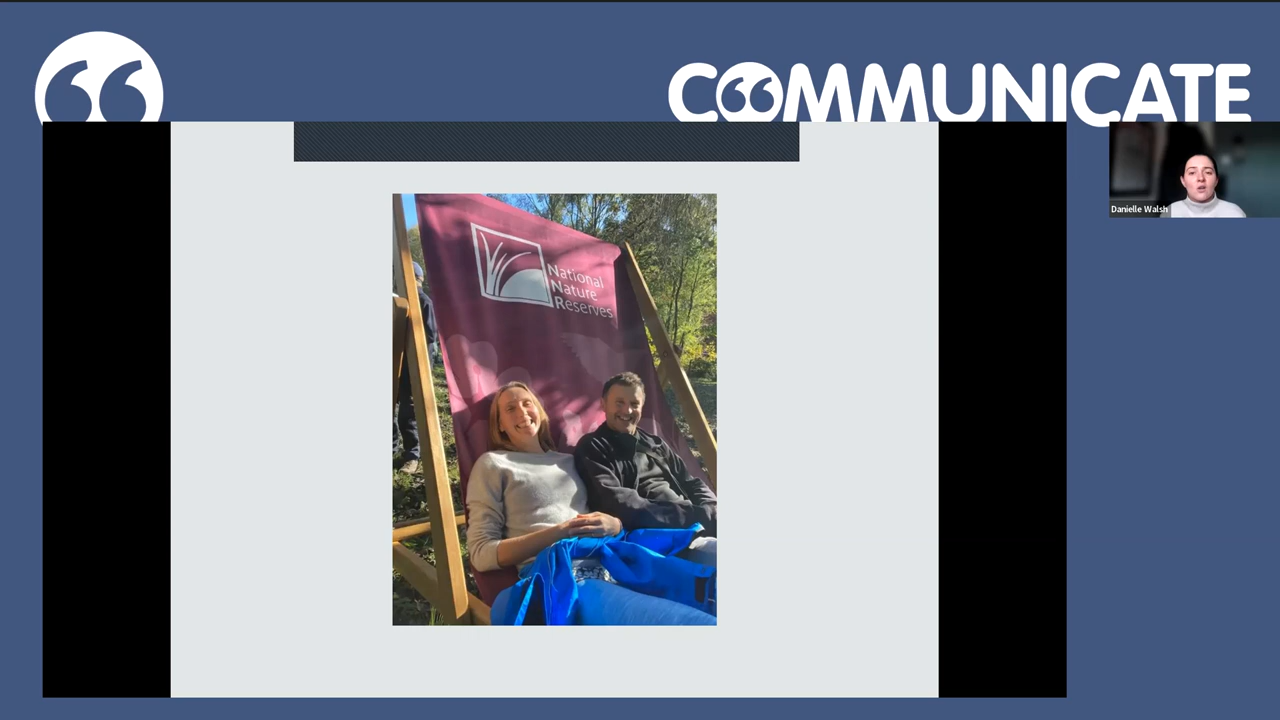 COMMUNICATE
Danielle Walsh
National
Nature
Reserves